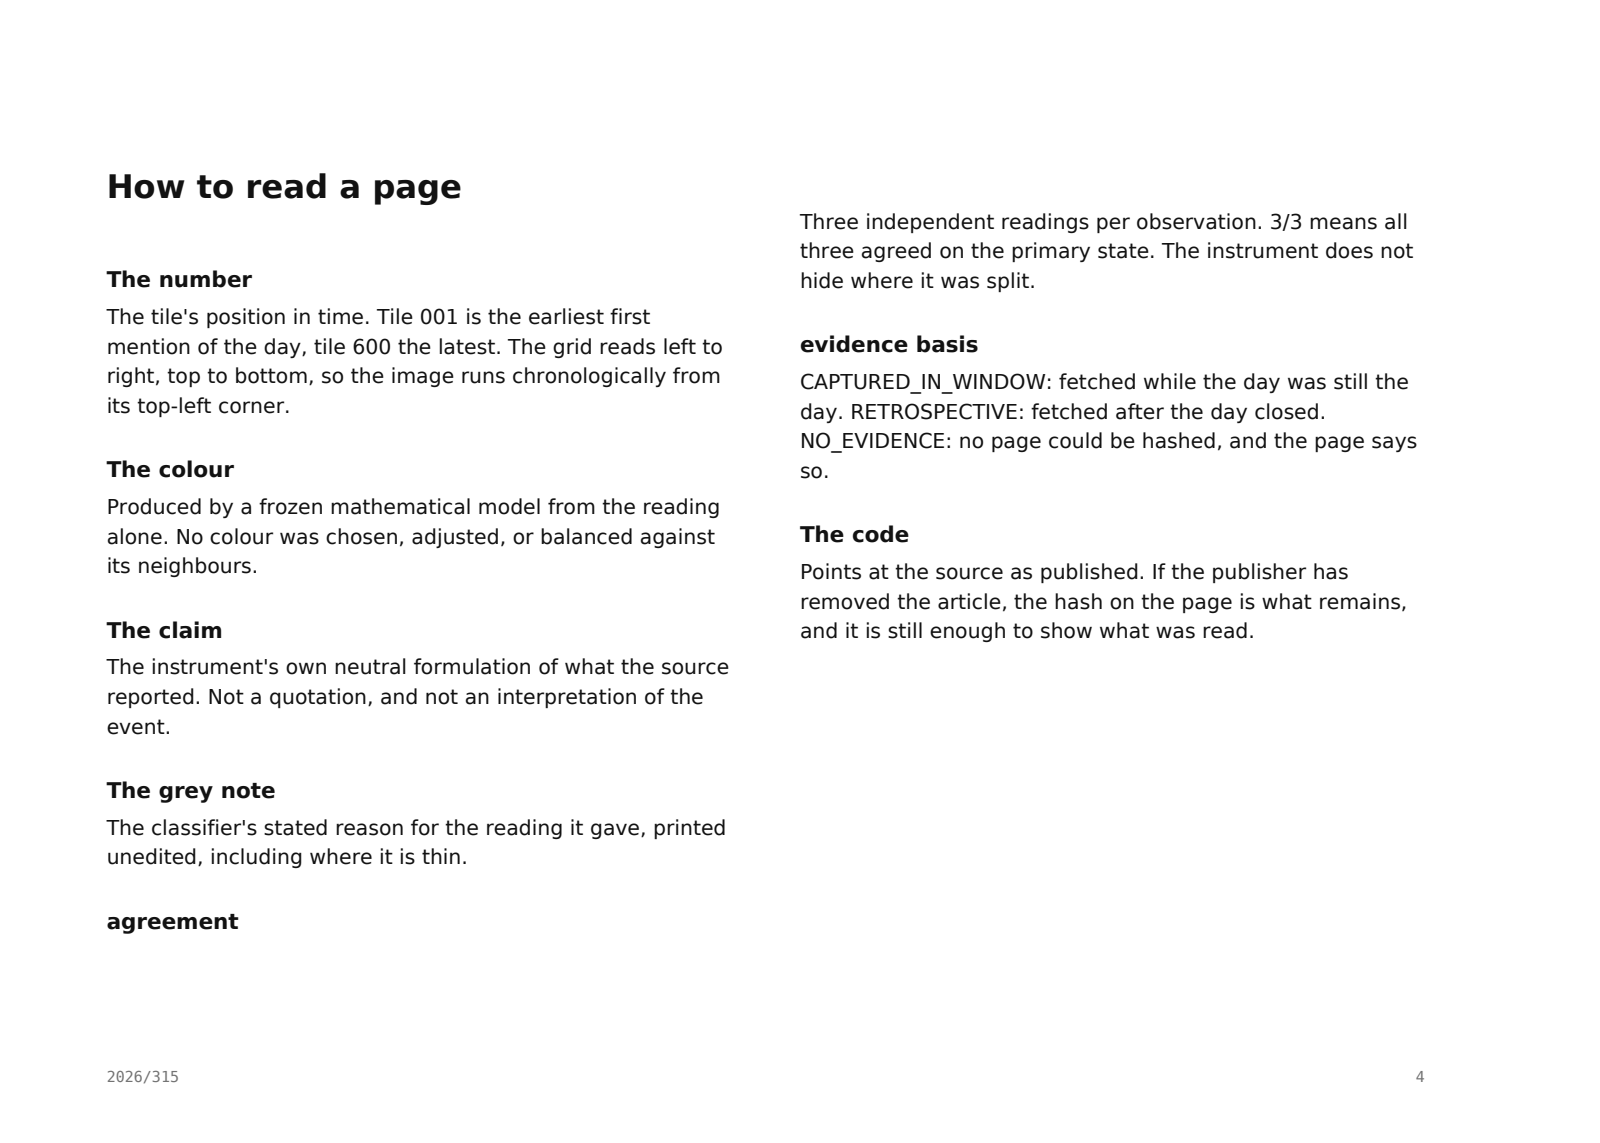 How to read a page
The number
The tile's position in time. Tile 001 is the earliest first
mention of the day, tile 600 the latest. The grid reads left to
right, top to bottom, so the image runs chronologically from
its top-left corner.
The colour
Produced by a frozen mathematical model from the reading
alone. No colour was chosen, adjusted, or balanced against
its neighbours.
The claim
The instrument's own neutral formulation of what the source
reported. Not a quotation, and not an interpretation of the
event.
The grey note
The classifier's stated reason for the reading it gave, printed
unedited, including where it is thin.
agreement
Three independent readings per observation. 3/3 means all
three agreed on the primary state. The instrument does not
hide where it was split.
evidence basis
CAPTURED_IN_WINDOW: fetched while the day was still the
day. RETROSPECTIVE: fetched after the day closed.
NO_EVIDENCE: no page could be hashed, and the page says
so.
The code
Points at the source as published. If the publisher has
removed the article, the hash on the page is what remains,
and it is still enough to show what was read.
2026/315
4